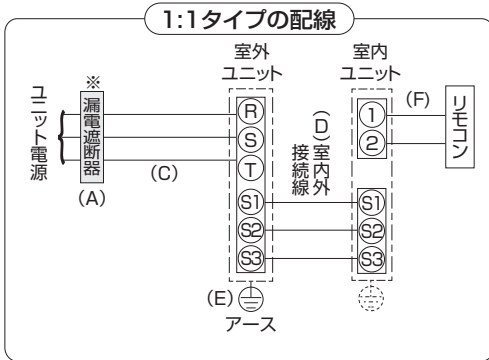 1:1タイプの配線
室外
ユニット
室内
ユニット
※
ユニット電源
漏電遮断器
(A)
(C)
R
S
T
S1
S2
S3
(D)室内外
接続線
1
2
S1
S2
S3
(F)
リモコン
(E)
アース